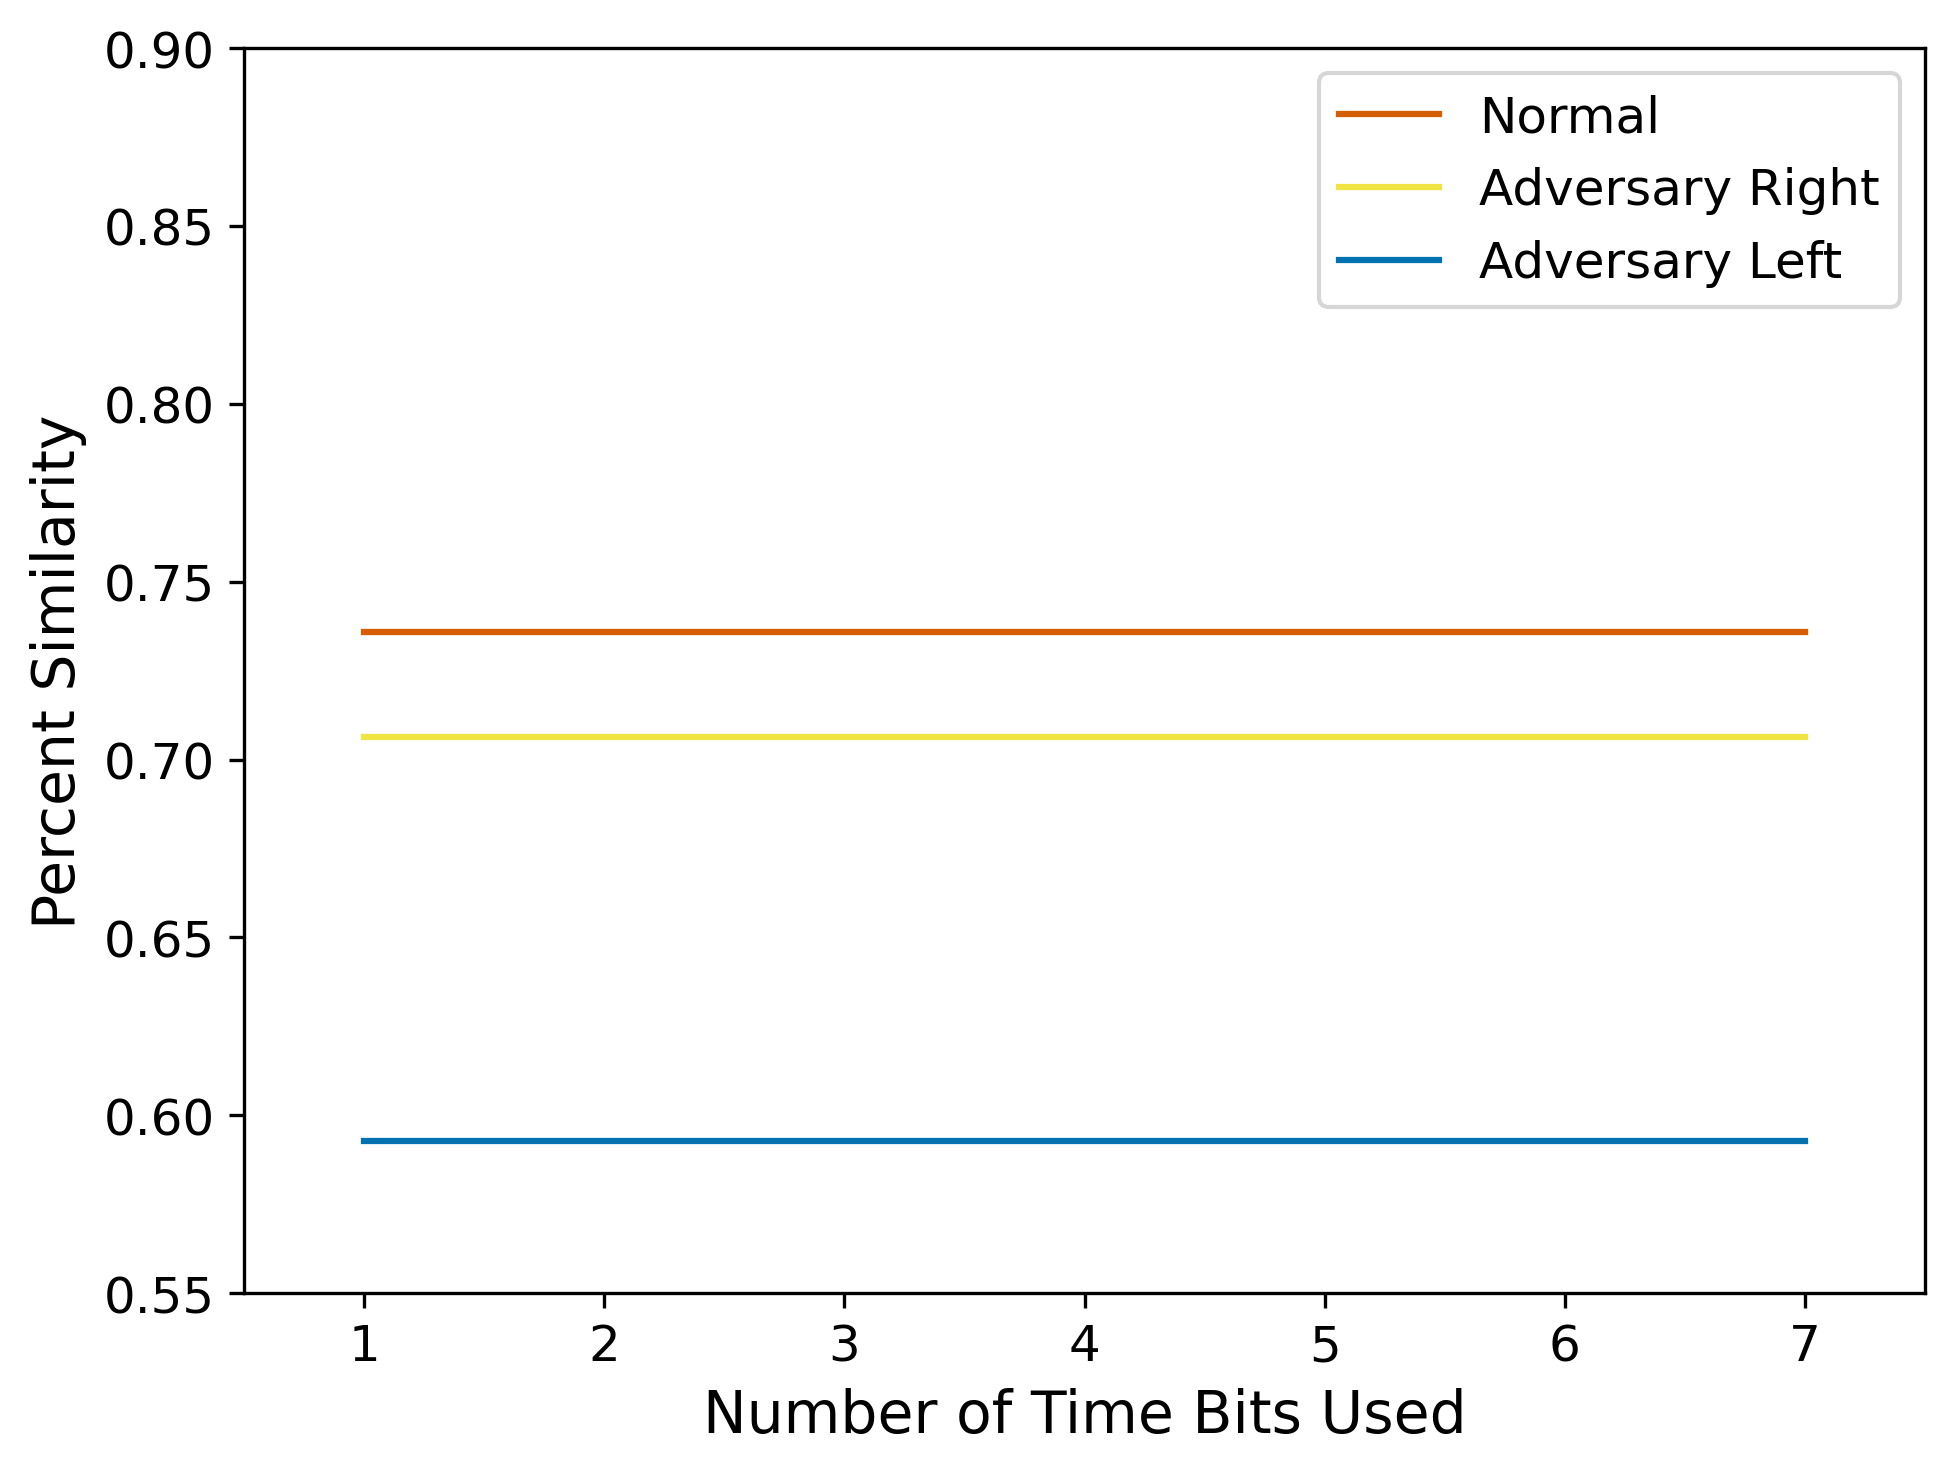 0.90
0.85
0.80
0.75
0.70
0.65
0.60
0.55
Percent Similarity
Normal
Adversary Right
Adversary Left
1 2 3 4 5 6 7
Number of Time Bits Used